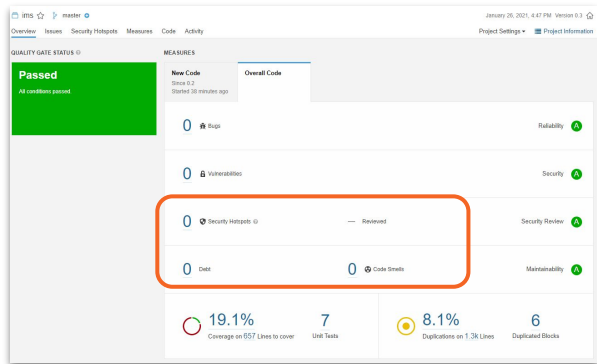 ims master January 26, 2021, 4:47 PM Version 0.3
Overview Issues Security Hotspots Measures Code Activity Project Settings Project Information
QUALITY GATE STATUS MEASURES
Passed
All conditions passed.
New Code
Since 0.2
Started 38 minutes ago
Overall Code
0 Bugs Reliability A
0 Vulnerabilities Security A
0 Security Hotspots — Reviewed Security Review A
0 Debt 0 Code Smells Maintainability A
19.1%
Coverage on 657 Lines to cover
7
Unit Tests
8.1%
Duplications on 1.3k Lines
6
Duplicated Blocks